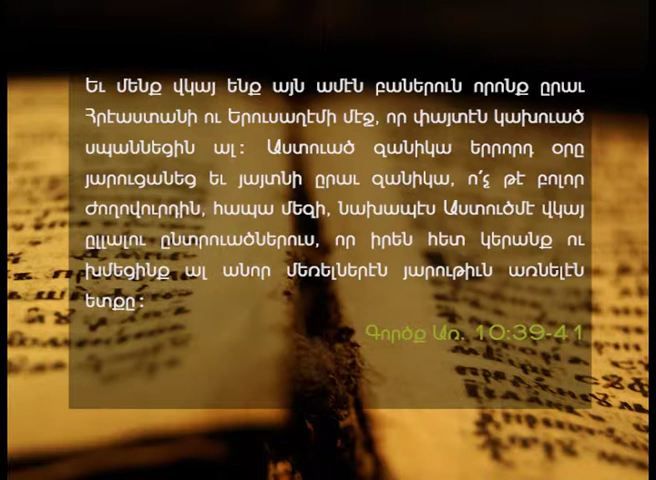 Եւ մենք վկայ ենք այն ամէն բաներուն որոնք ըրաւ
Հրէաստանի ու Երուսաղէմի մէջ, որ փայտէն կախուած
սպաննեցին ալ: Աստուած զանիկա երրորդ օրը
յարուցանեց եւ յայտնի ըրաւ զանիկա, ո՛չ թէ բոլոր
ժողովուրդին, հապա մեզի, նախապէս Աստուծմէ վկայ
ըլլալու ընտրուածներուս, որ իրեն հետ կերանք ու
խմեցինք ալ անոր մեռելներէն յարութիւն առնելէն
ետքը:
Գործք Առ. 10:39-41